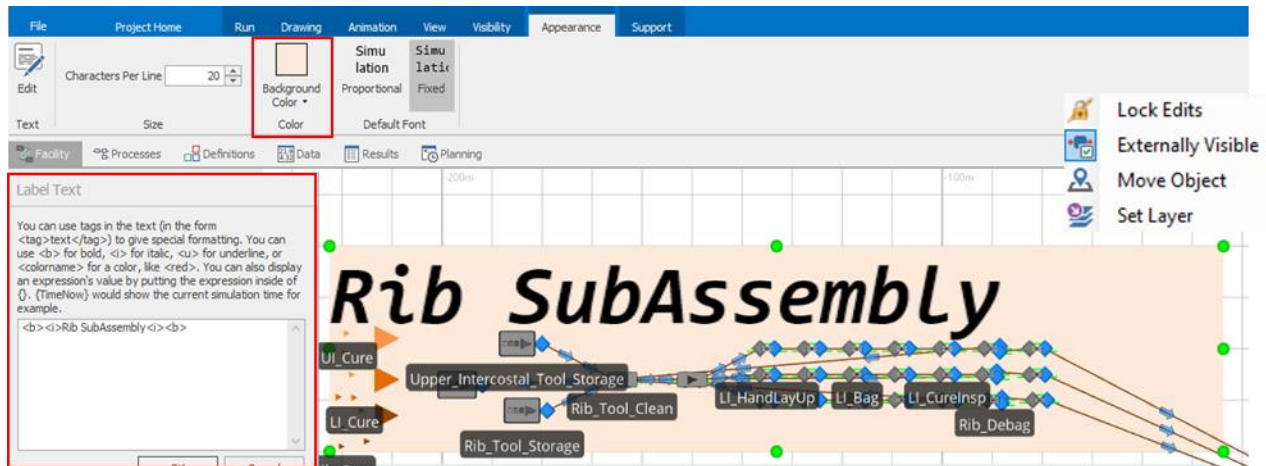 File Project Home Run Drawing Animation View Visibility Appearance Support
Edit
Characters Per Line 20
Background
Color
Simu
lation
Proportional
Simu
latic
Fixed
Text Size Color Default Font
Facility Processes Definitions Data Results Planning
Lock Edits
Externally Visible
Move Object
Set Layer
Label Text
You can use tags in the text (in the form
<tag>text</tag>) to give special formatting. You can
use <b> for bold, <i> for italic, <u> for underline, or
<colorname> for a color, like <red>. You can also display
an expression's value by putting the expression inside of
{}. {TimeNow} would show the current simulation time for
example.
<b><i>Rib SubAssembly<i><b>
-200m -100m
Rib SubAssembly
UI_Cure
Upper_Intercostal_Tool_Storage
LI_HandLayUp LI_Bag LI_CureInsp
LI_Cure
Rib_Tool_Clean
Rib_Debag
Rib_Tool_Storage